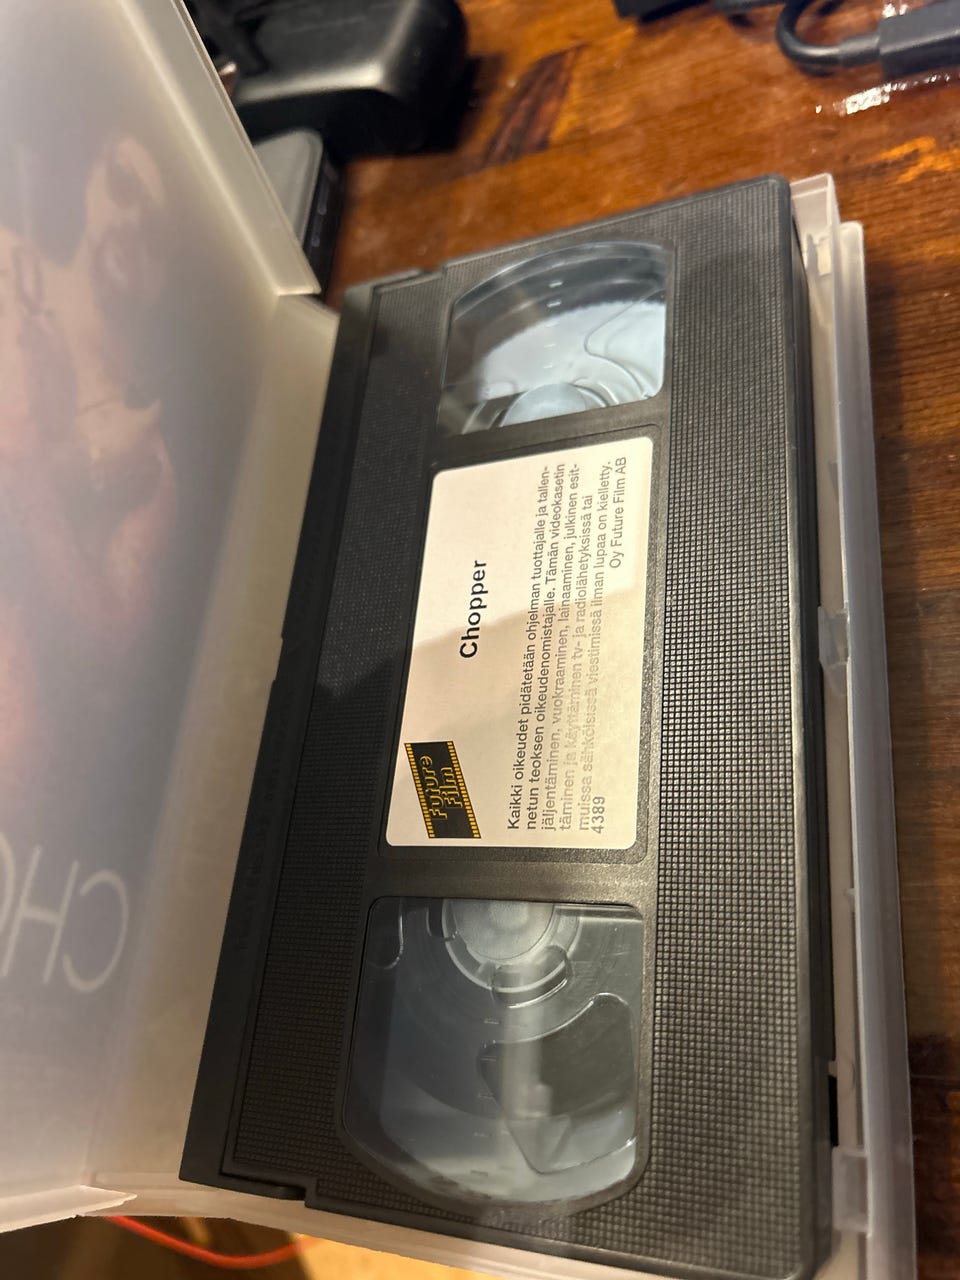 Future
Film
Chopper
Kaikki oikeudet pidätetään ohjelman tuottajalle ja tallen-
netun teoksen oikeudenomistajalle. Tämän videokasetin
jäljentäminen, vuokraaminen, lainaaminen, julkinen esit-
täminen ja käyttäminen tv- ja radiolähetyksissä tai
muissa sähköisissä viestimissä ilman lupaa on kielletty.
4389
Oy Future Film AB
CHO